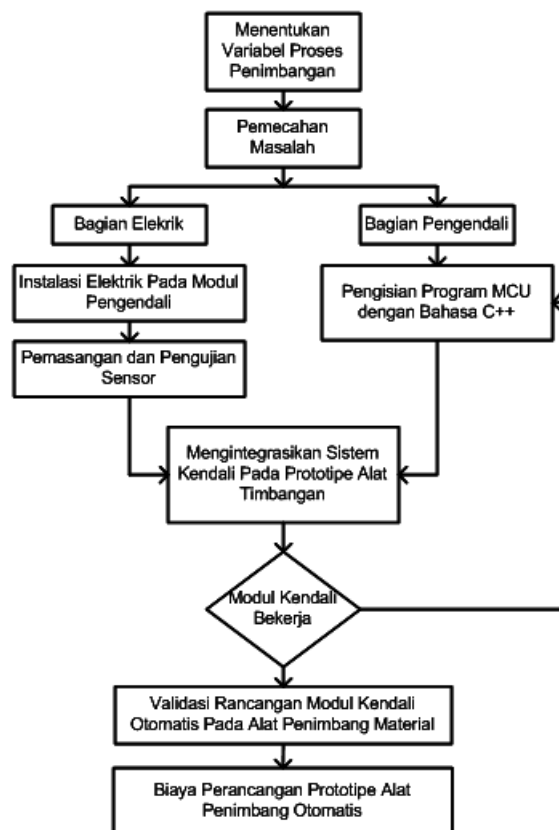 Menentukan
Variabel Proses
Penimbangan
Pemecahan
Masalah
Bagian Elekrik
Bagian Pengendali
Instalasi Elektrik Pada Modul
Pengendali
Pengisian Program MCU
dengan Bahasa C++
Pemasangan dan Pengujian
Sensor
Mengintegrasikan Sistem
Kendali Pada Prototipe Alat
Timbangan
Modul Kendali
Bekerja
Validasi Rancangan Modul Kendali
Otomatis Pada Alat Penimbang Material
Biaya Perancangan Prototipe Alat
Penimbang Otomatis